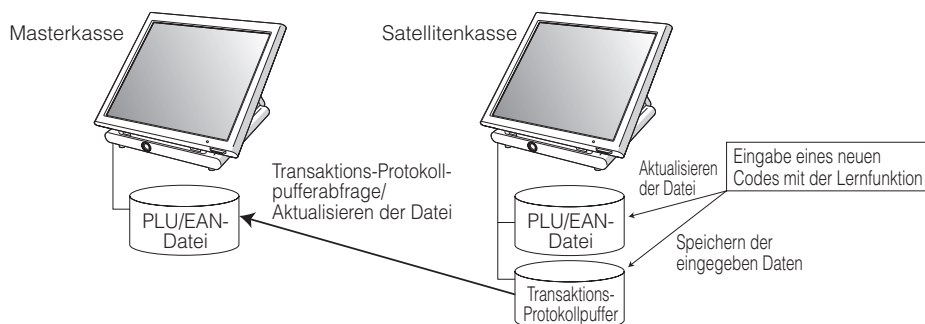 Masterkasse
Satellitenkasse
Transaktions-Protokoll-
pufferabfrage/
Aktualisieren der Datei
PLU/EAN-
Datei
Aktualisieren
der Datei
Eingabe eines neuen
Codes mit der Lernfunktion
PLU/EAN-
Datei
Speichern der
eingegeben Daten
Transaktions-
Protokollpuffer